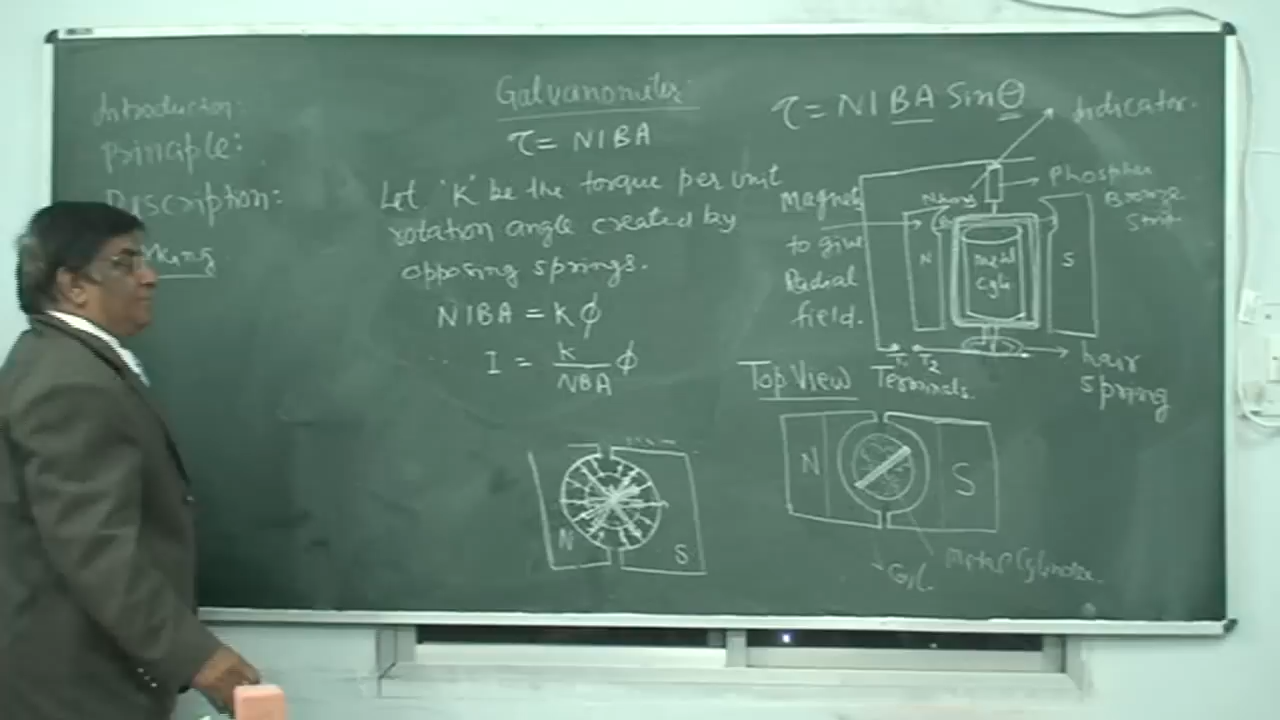 Introduction:
Principle:
Description:
Galvanometer
τ = NIBA
Let 'K' be the torque per unit
rotation angle created by
opposing springs.
NIBA = Kϕ
I = K/NBA ϕ
N
S
τ = NIBA Sinθ
Indicator.
Phosphor
Bronze
Strip
Magnet
to give
Radial
field.
N
metal
Cyli
S
T₁ T₂
Terminals.
hair
spring
Top View
N
S
Metal Cylinder.